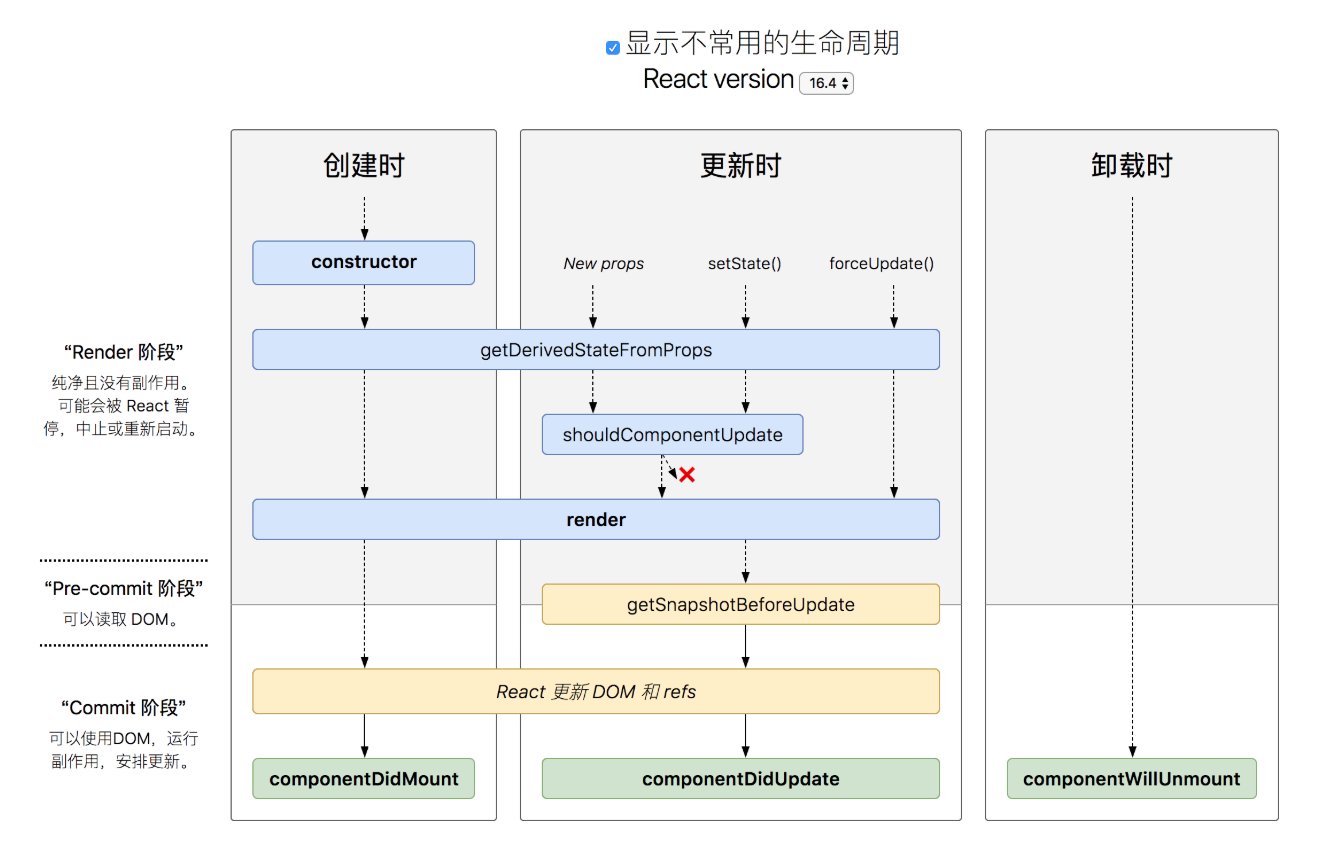 显示不常用的生命周期
React version 16.4
创建时
更新时
卸载时
constructor
New props
setState()
forceUpdate()
“Render 阶段”
纯净且没有副作用。
可能会被 React 暂
停，中止或重新启动。
getDerivedStateFromProps
shouldComponentUpdate
render
“Pre-commit 阶段”
可以读取 DOM。
getSnapshotBeforeUpdate
“Commit 阶段”
可以使用DOM，运行
副作用，安排更新。
React 更新 DOM 和 refs
componentDidMount
componentDidUpdate
componentWillUnmount